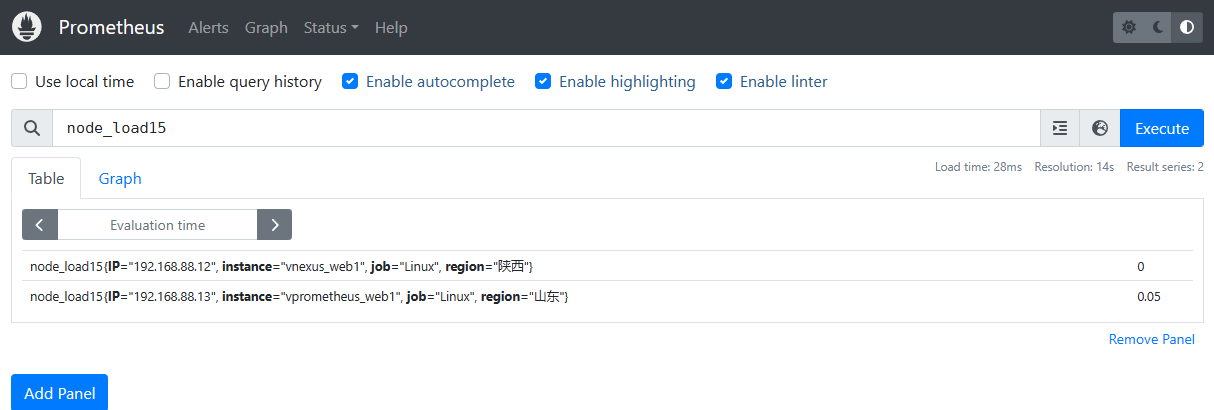 Prometheus Alerts Graph Status Help
Use local time Enable query history Enable autocomplete Enable highlighting Enable linter
node_load15 Execute
Table Graph Load time: 28ms Resolution: 14s Result series: 2
Evaluation time
node_load15{IP="192.168.88.12", instance="vnexus_web1", job="Linux", region="陕西"} 0
node_load15{IP="192.168.88.13", instance="vprometheus_web1", job="Linux", region="山东"} 0.05
Remove Panel
Add Panel